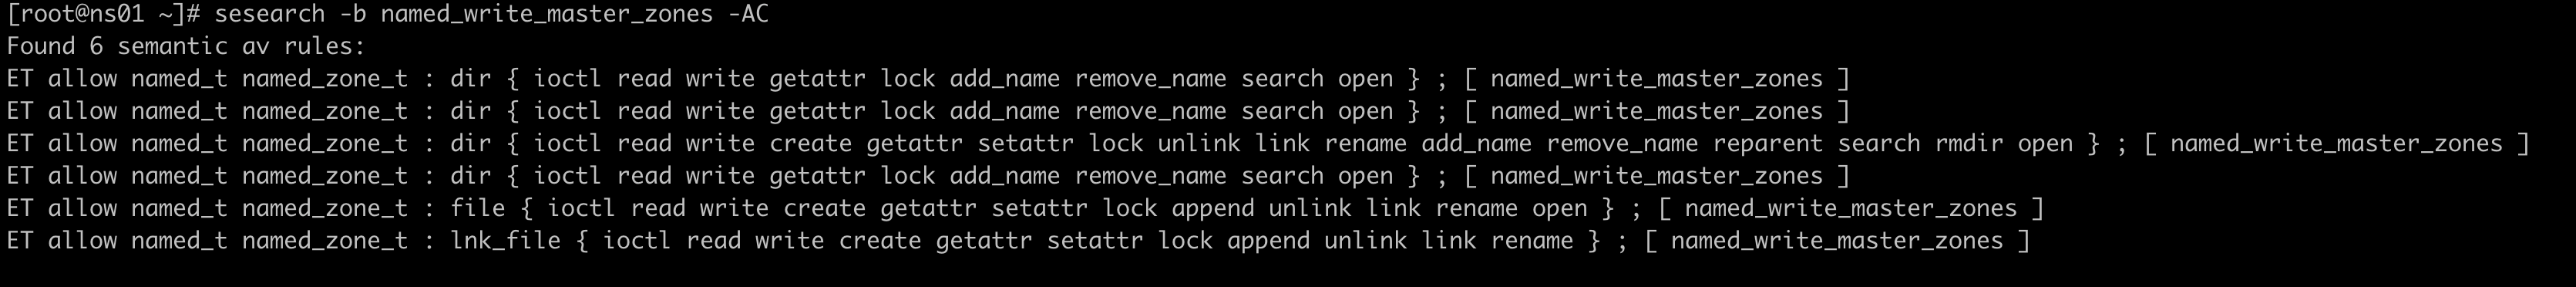 [root@ns01 ~]# sesearch -b named_write_master_zones -AC
Found 6 semantic av rules:
ET allow named_t named_zone_t : dir { ioctl read write getattr lock add_name remove_name search open } ; [ named_write_master_zones ]
ET allow named_t named_zone_t : dir { ioctl read write getattr lock add_name remove_name search open } ; [ named_write_master_zones ]
ET allow named_t named_zone_t : dir { ioctl read write create getattr setattr lock unlink link rename add_name remove_name reparent search rmdir open } ; [ named_write_master_zones ]
ET allow named_t named_zone_t : dir { ioctl read write getattr lock add_name remove_name search open } ; [ named_write_master_zones ]
ET allow named_t named_zone_t : file { ioctl read write create getattr setattr lock append unlink link rename open } ; [ named_write_master_zones ]
ET allow named_t named_zone_t : lnk_file { ioctl read write create getattr setattr lock append unlink link rename } ; [ named_write_master_zones ]